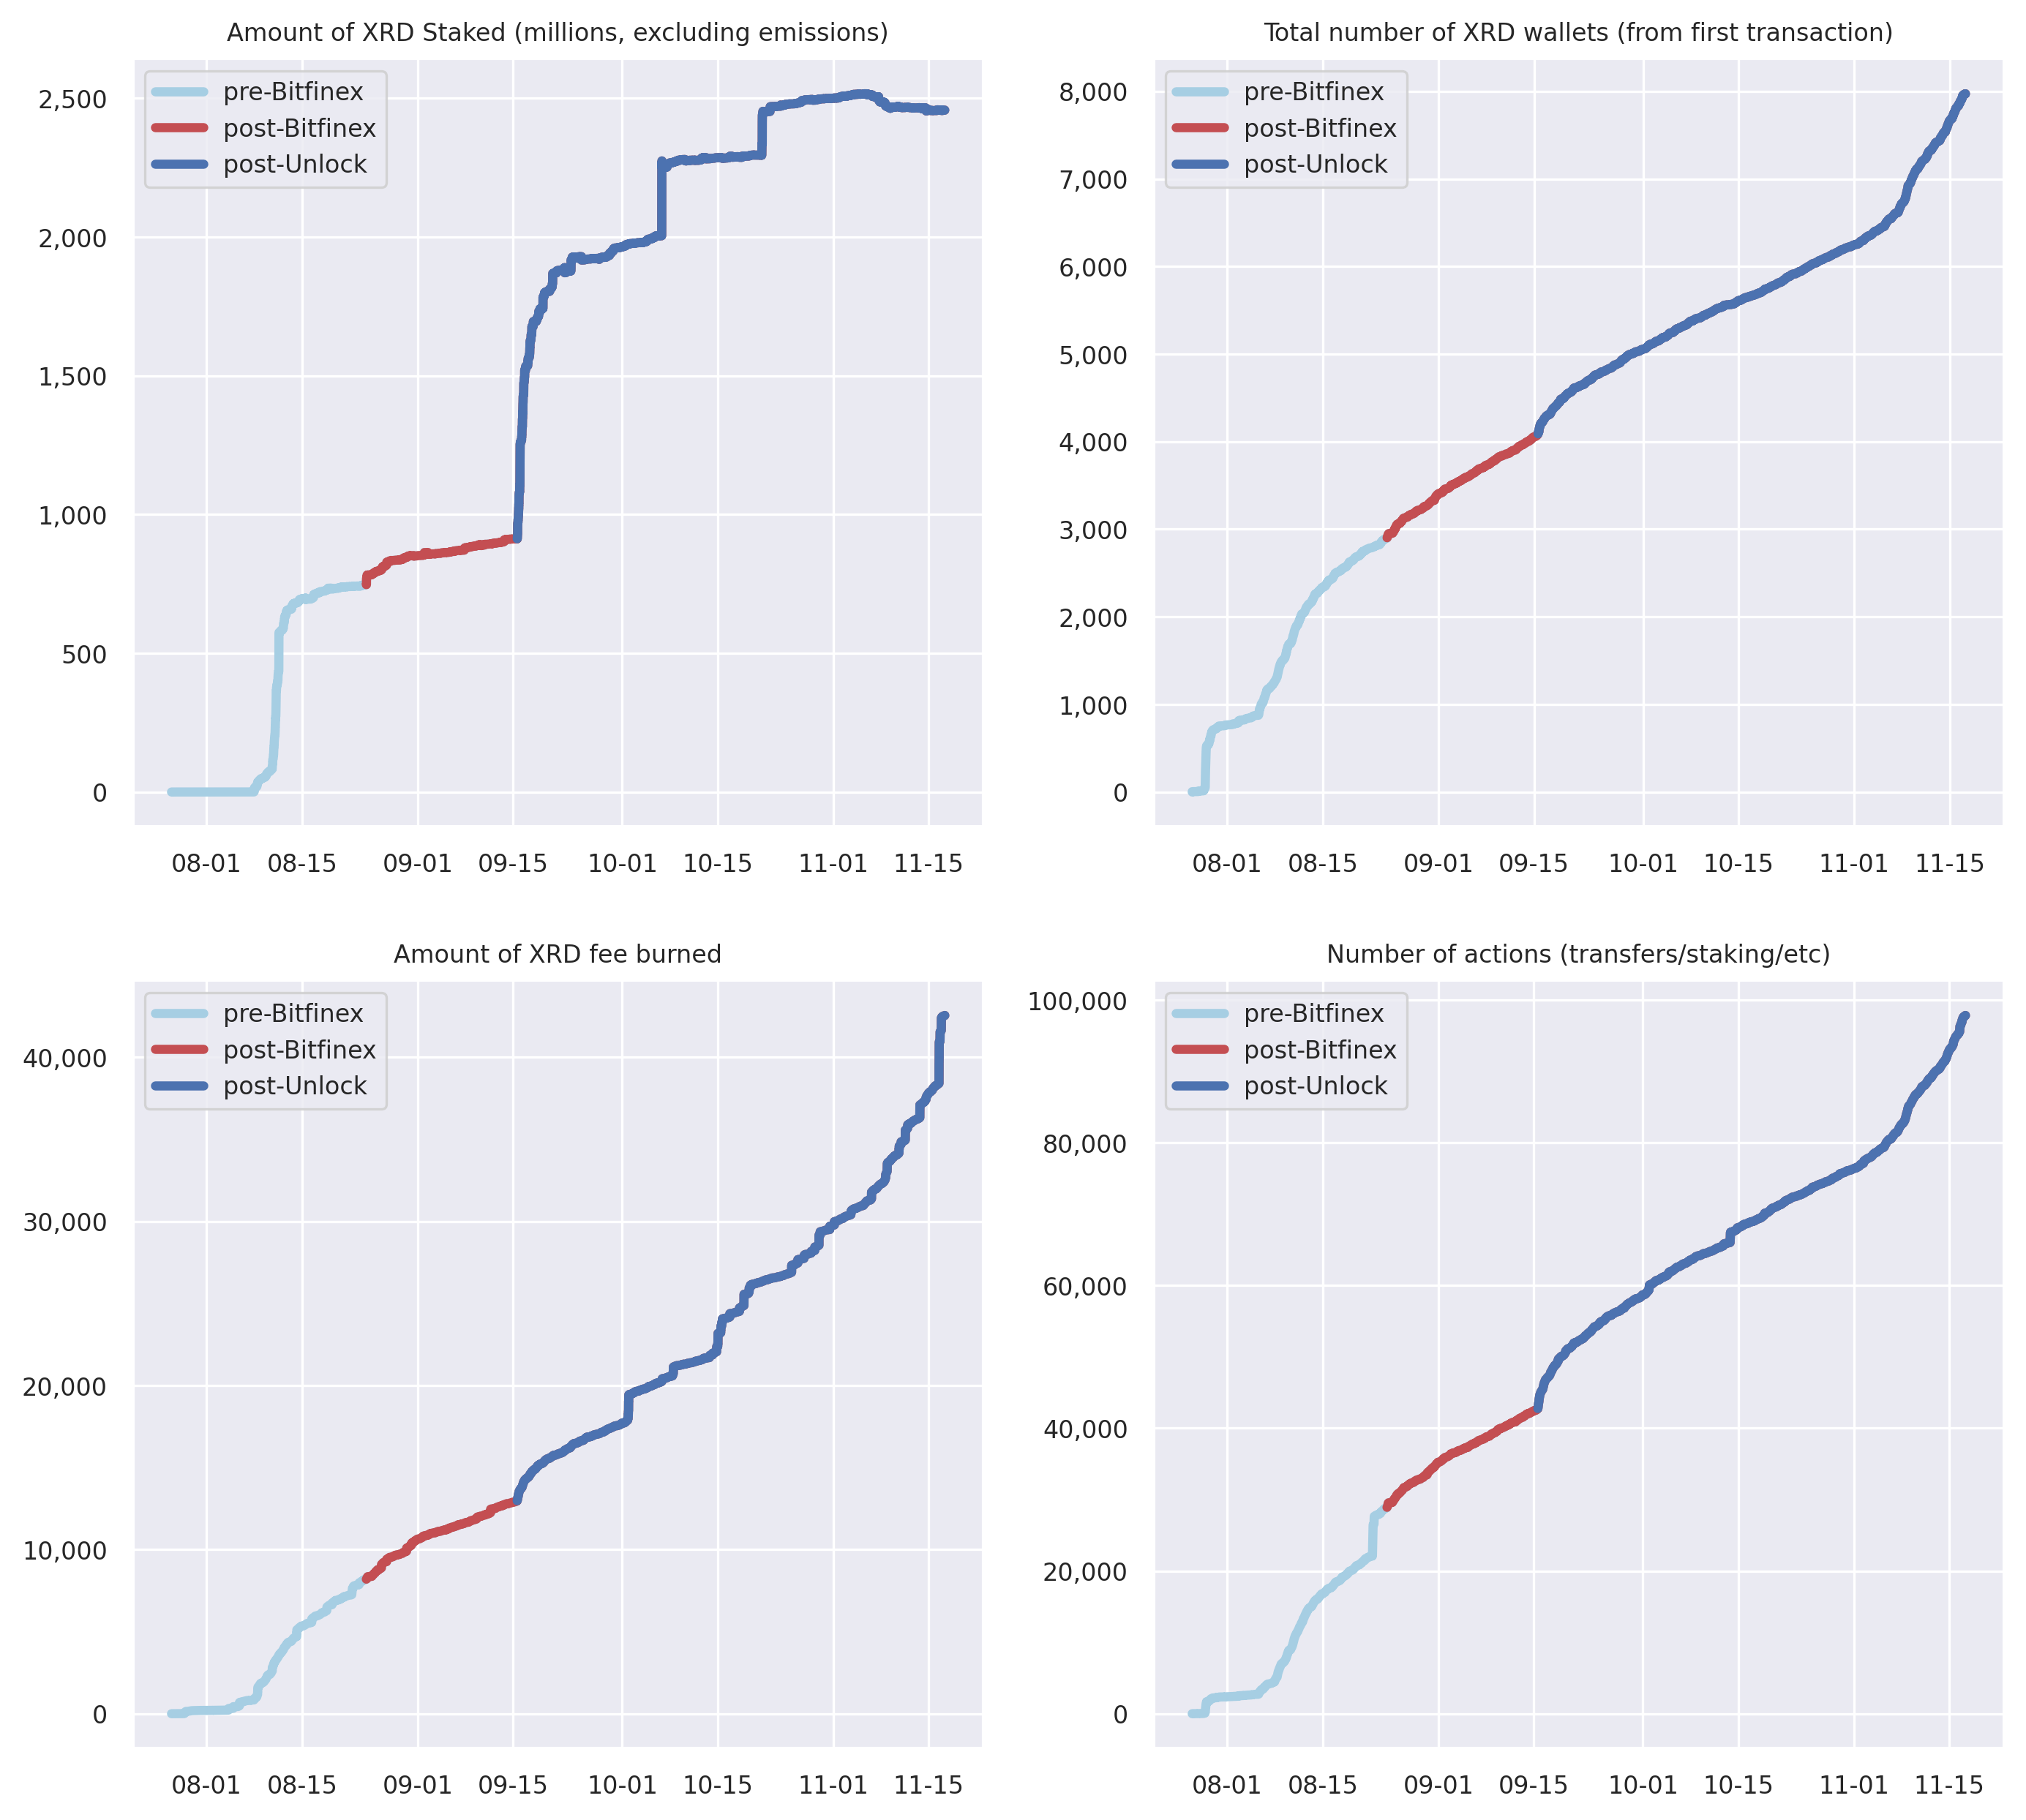 Amount of XRD Staked (millions, excluding emissions)
pre-Bitfinex
post-Bitfinex
post-Unlock
2,500
2,000
1,500
1,000
500
0
08-01 08-15 09-01 09-15 10-01 10-15 11-01 11-15
Total number of XRD wallets (from first transaction)
pre-Bitfinex
post-Bitfinex
post-Unlock
8,000
7,000
6,000
5,000
4,000
3,000
2,000
1,000
0
08-01 08-15 09-01 09-15 10-01 10-15 11-01 11-15
Amount of XRD fee burned
pre-Bitfinex
post-Bitfinex
post-Unlock
40,000
30,000
20,000
10,000
0
08-01 08-15 09-01 09-15 10-01 10-15 11-01 11-15
Number of actions (transfers/staking/etc)
pre-Bitfinex
post-Bitfinex
post-Unlock
100,000
80,000
60,000
40,000
20,000
0
08-01 08-15 09-01 09-15 10-01 10-15 11-01 11-15